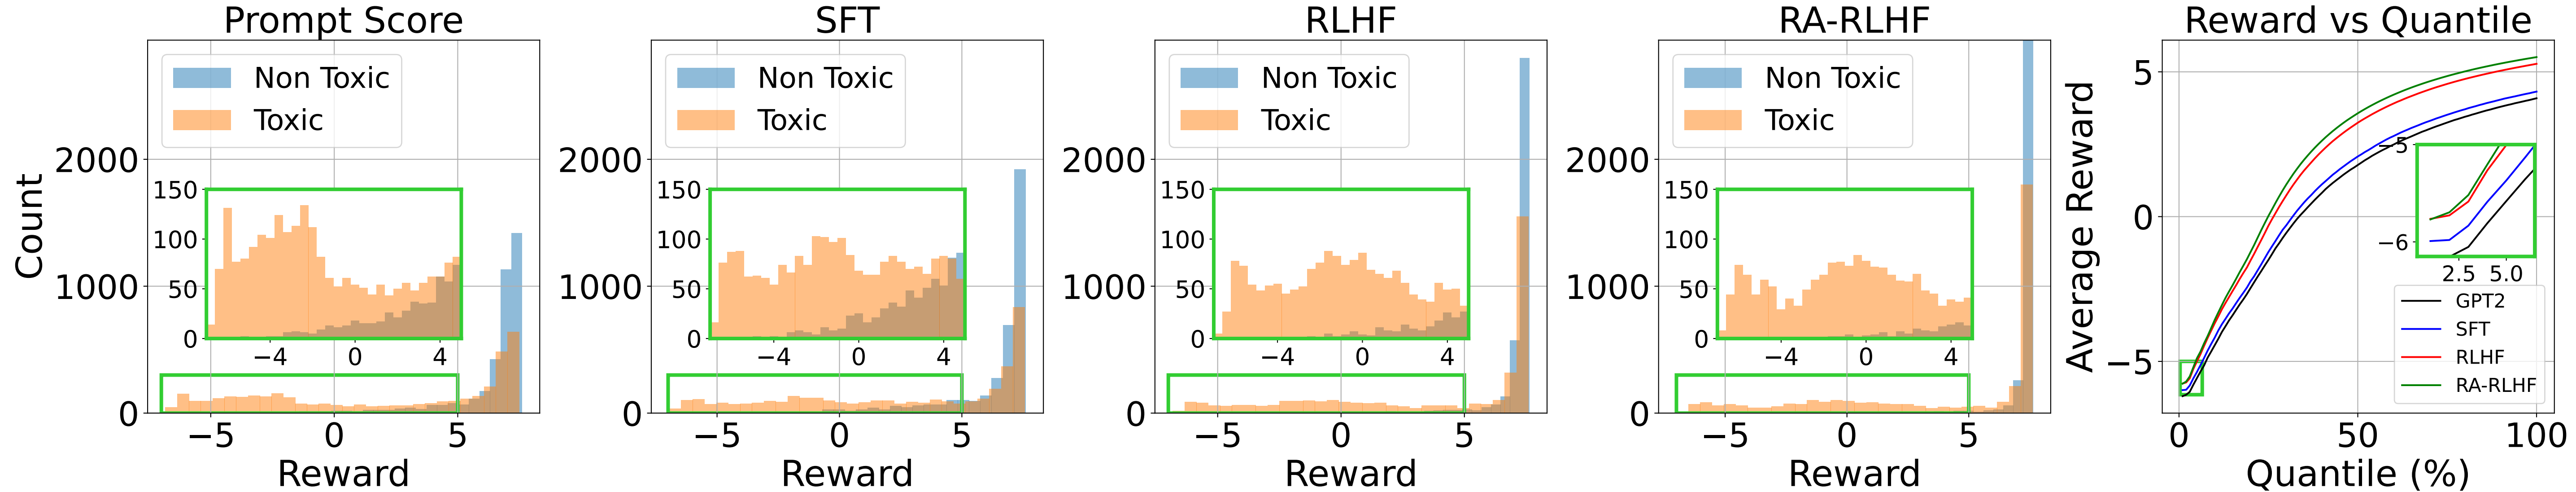 Prompt Score
Count
2000
1000
0
Non Toxic
Toxic
150
100
50
0
−4 0 4
−5 0 5
Reward
SFT
2000
1000
0
Non Toxic
Toxic
150
100
50
0
−4 0 4
−5 0 5
Reward
RLHF
2000
1000
0
Non Toxic
Toxic
150
100
50
0
−4 0 4
−5 0 5
Reward
RA-RLHF
2000
1000
0
Non Toxic
Toxic
150
100
50
0
−4 0 4
−5 0 5
Reward
Reward vs Quantile
Average Reward
5
0
−5
−5
−6
2.5 5.0
GPT2
SFT
RLHF
RA-RLHF
0 50 100
Quantile (%)